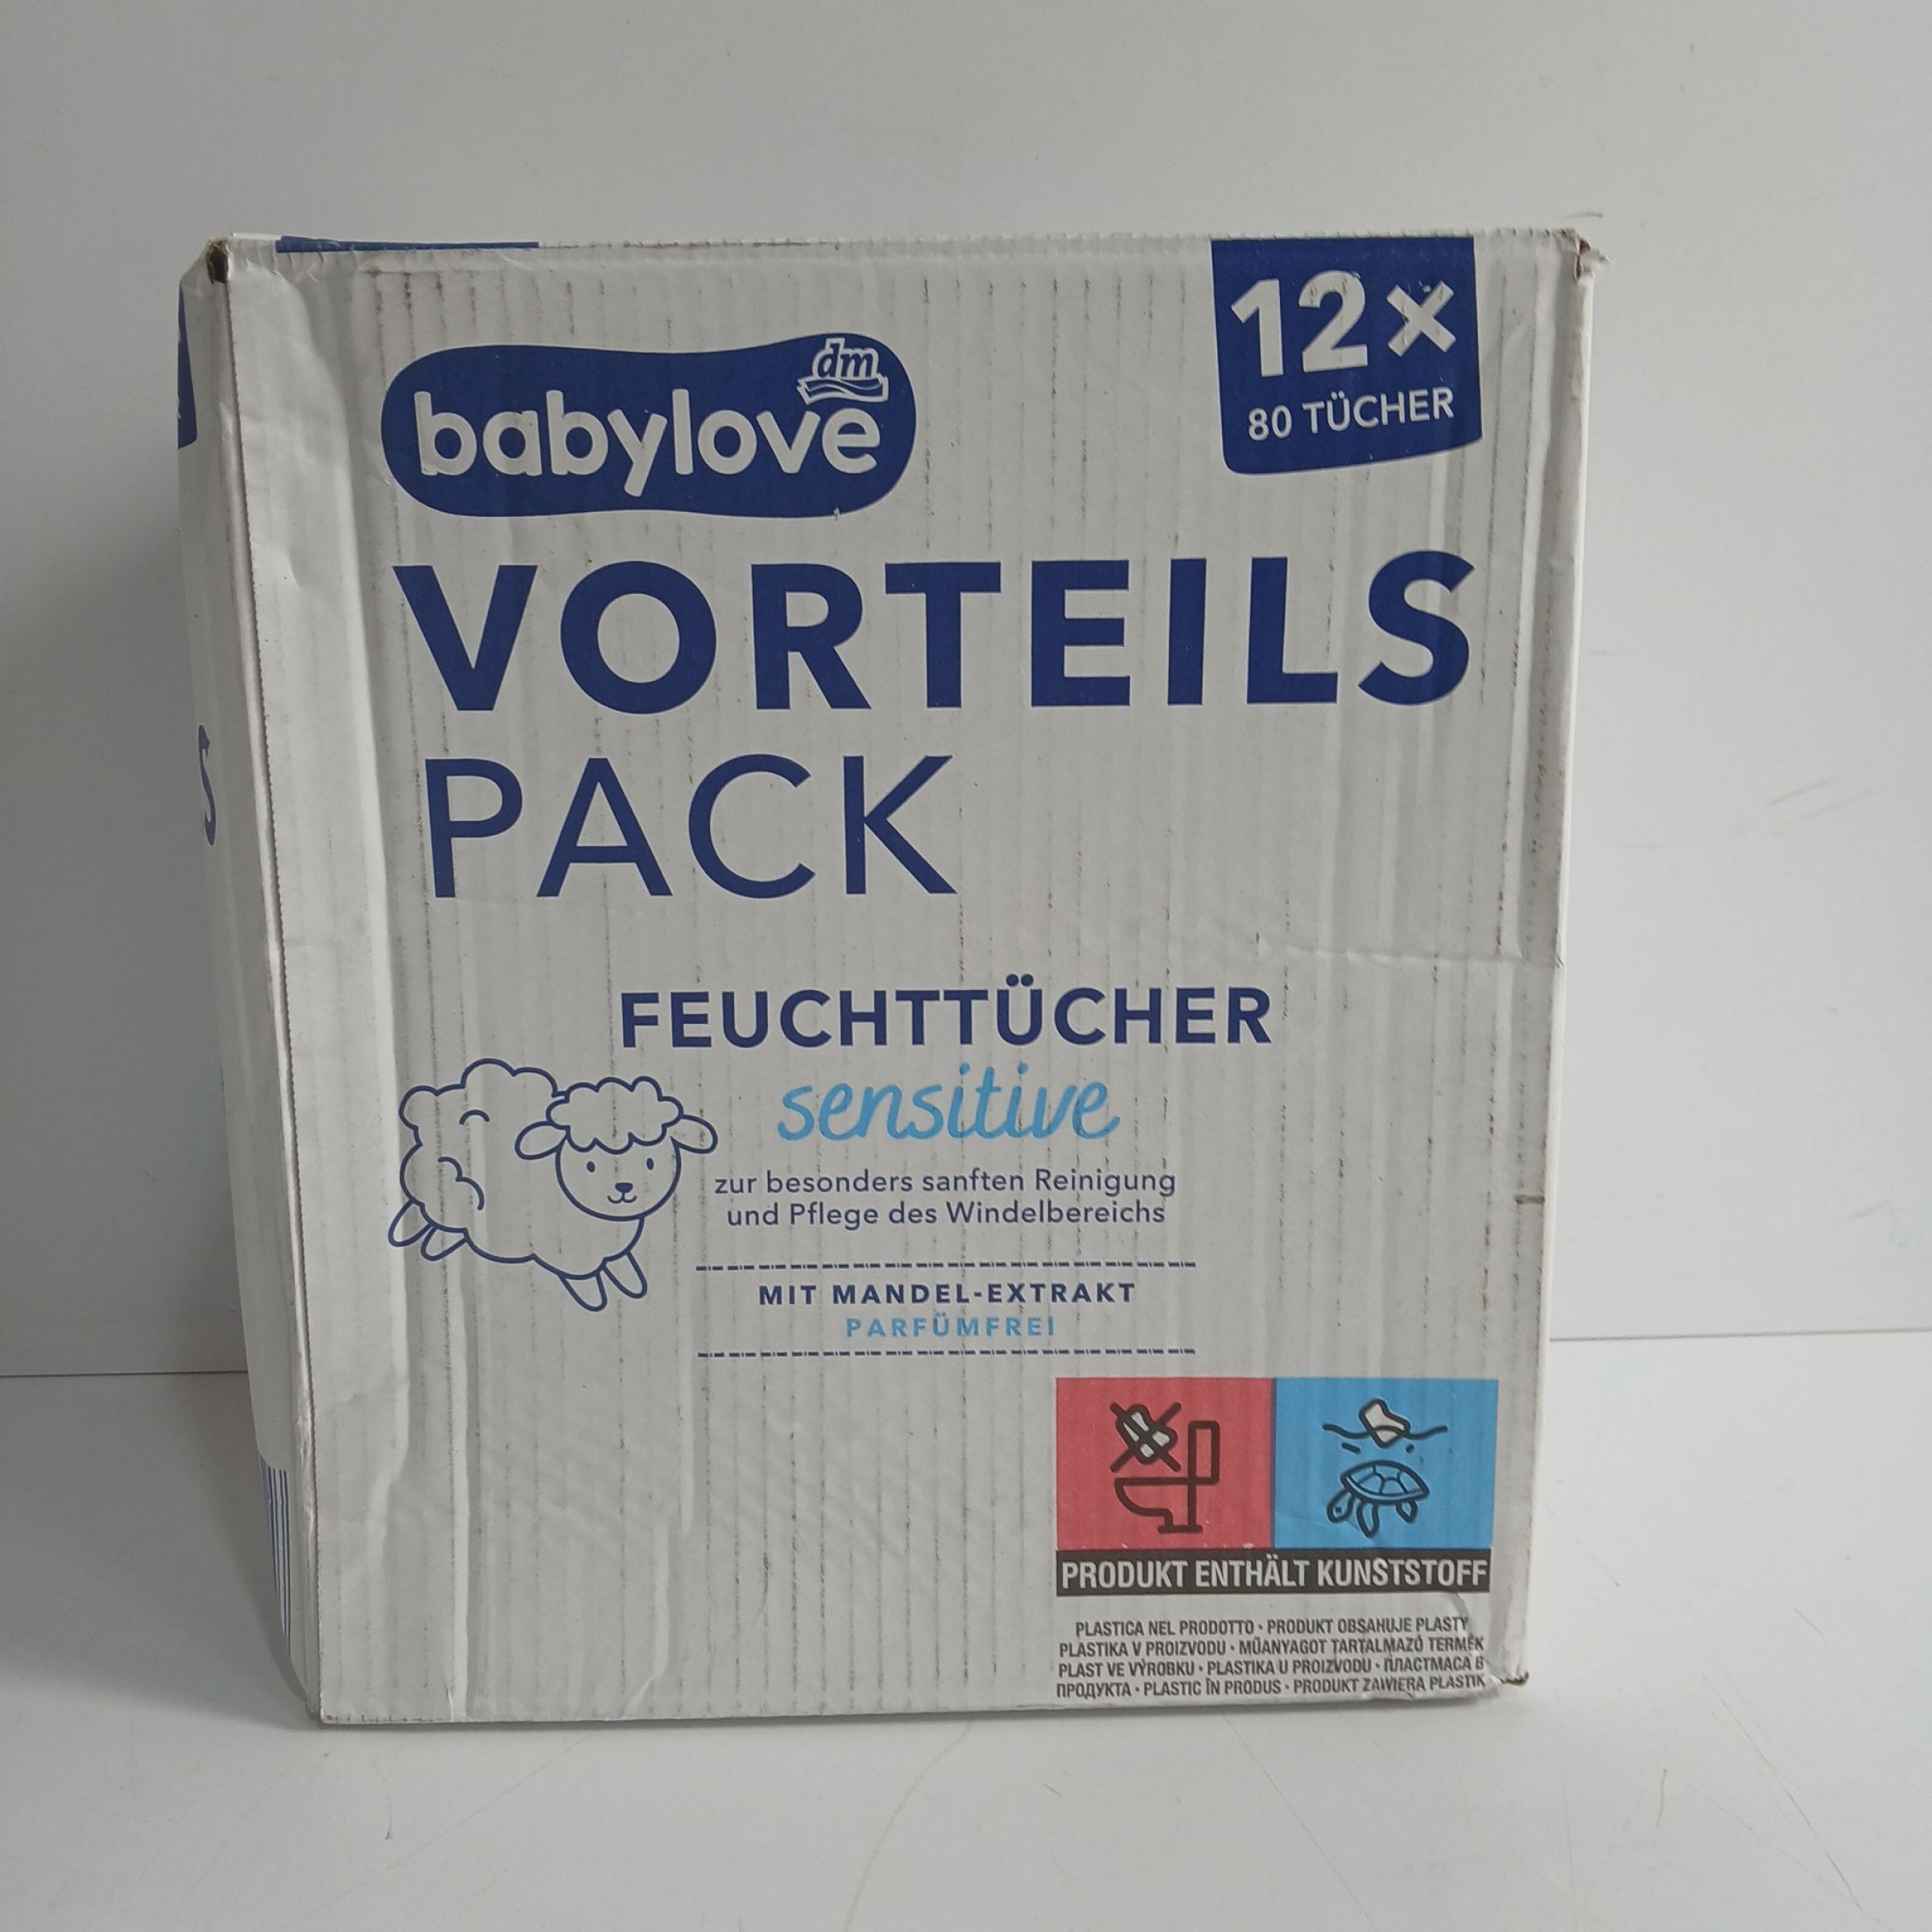 dm
babylove
12×
80 TÜCHER
VORTEILS
PACK
S
FEUCHTTÜCHER
sensitive
zur besonders sanften Reinigung
und Pflege des Windelbereichs
MIT MANDEL-EXTRAKT
PARFÜMFREI
PRODUKT ENTHÄLT KUNSTSTOFF
PLASTICA NEL PRODOTTO • PRODUKT OBSAHUJE PLASTY
PLASTIKA V PROIZVODU • MŰANYAGOT TARTALMAZÓ TERMÉK
PLAST VE VÝROBKU • PLASTIKA U PROIZVODU • ПЛАСТМАСА В
ПРОДУКТА • PLASTIC ÎN PRODUS • PRODUKT ZAWIERA PLASTIK